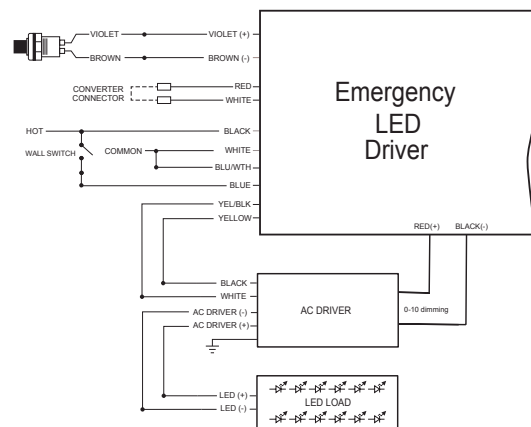 VIOLET
VIOLET (+)
BROWN
BROWN (-)
CONVERTER
CONNECTOR
RED
WHITE
Emergency
LED
Driver
HOT
BLACK
WALL SWITCH
COMMON
WHITE
BLU/WTH
BLUE
YEL/BLK
YELLOW
RED(+)
BLACK(-)
BLACK
WHITE
AC DRIVER (-)
AC DRIVER (+)
AC DRIVER
0-10 dimming
LED (+)
LED (-)
LED LOAD